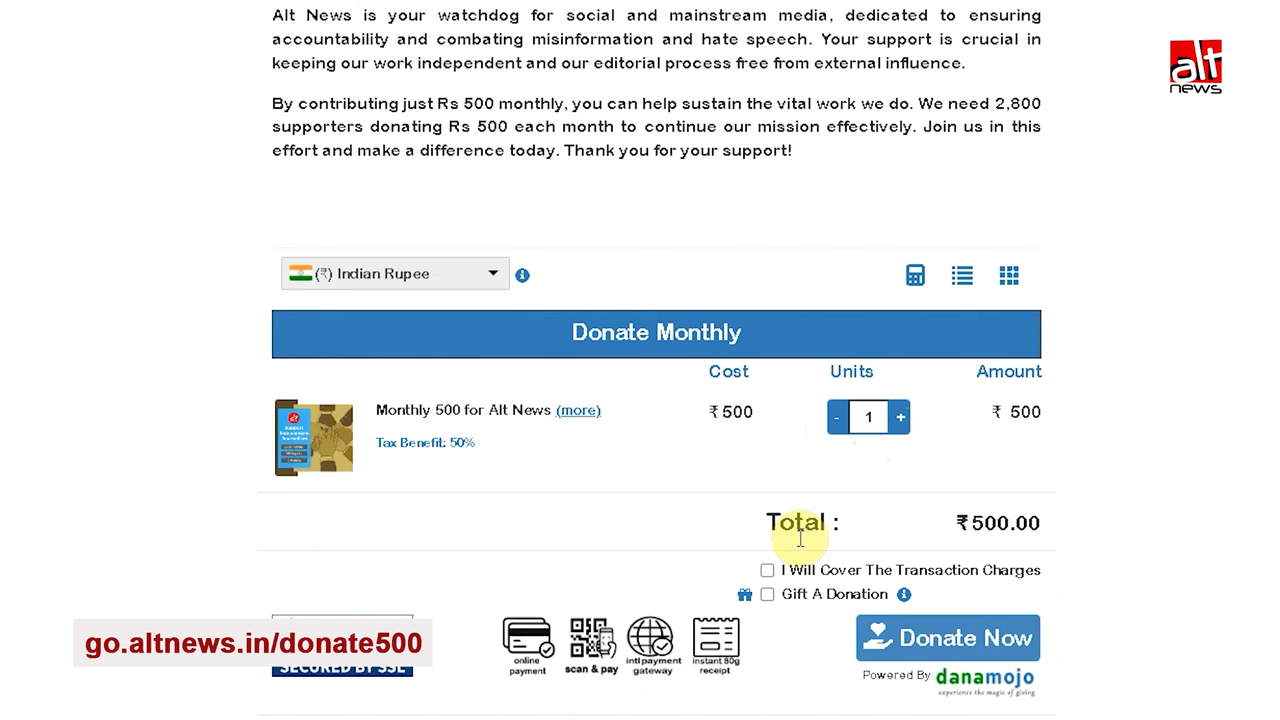 Alt News is your watchdog for social and mainstream media, dedicated to ensuring
accountability and combating misinformation and hate speech. Your support is crucial in
keeping our work independent and our editorial process free from external influence.
alt
news
By contributing just Rs 500 monthly, you can help sustain the vital work we do. We need 2,800
supporters donating Rs 500 each month to continue our mission effectively. Join us in this
effort and make a difference today. Thank you for your support!
(₹) Indian Rupee
Donate Monthly
Cost Units Amount
Monthly 500 for Alt News (more) ₹ 500 - 1 + ₹ 500
Tax Benefit: 50%
Total : ₹ 500.00
I Will Cover The Transaction Charges
Gift A Donation
go.altnews.in/donate500
SECURED BY SSL
online payment
scan & pay
intl payment gateway
instant 80g receipt
Donate Now
Powered By danamojo
experience the magic of giving